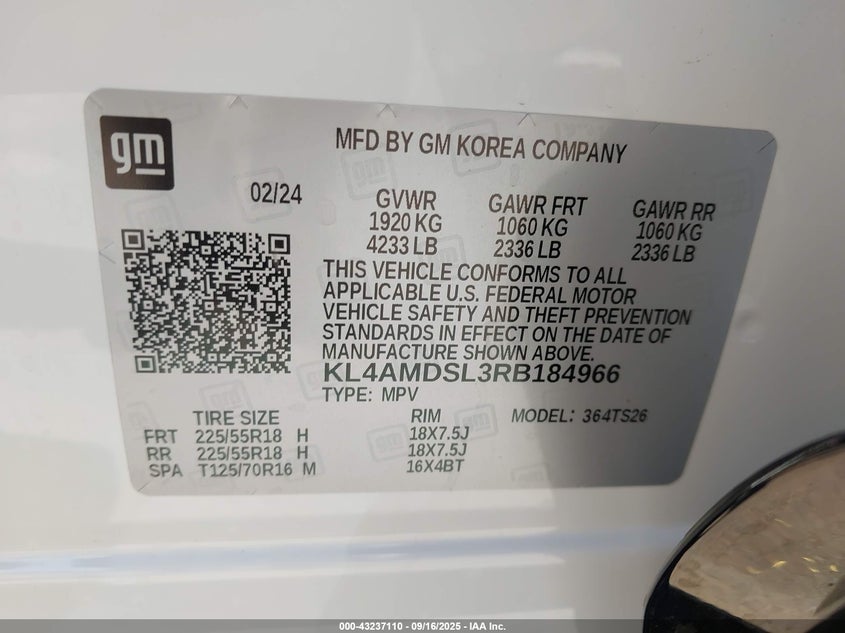 gm
MFD BY GM KOREA COMPANY
02/24
GVWR GAWR FRT GAWR RR
1920 KG 1060 KG 1060 KG
4233 LB 2336 LB 2336 LB
THIS VEHICLE CONFORMS TO ALL
APPLICABLE U.S. FEDERAL MOTOR
VEHICLE SAFETY AND THEFT PREVENTION
STANDARDS IN EFFECT ON THE DATE OF
MANUFACTURE SHOWN ABOVE.
KL4AMDSL3RB184966
TYPE: MPV
TIRE SIZE RIM MODEL: 364TS26
FRT 225/55R18 H 18X7.5J
RR 225/55R18 H 18X7.5J
SPA T125/70R16 M 16X4BT
000-43237110 - 09/16/2025 - IAA Inc.